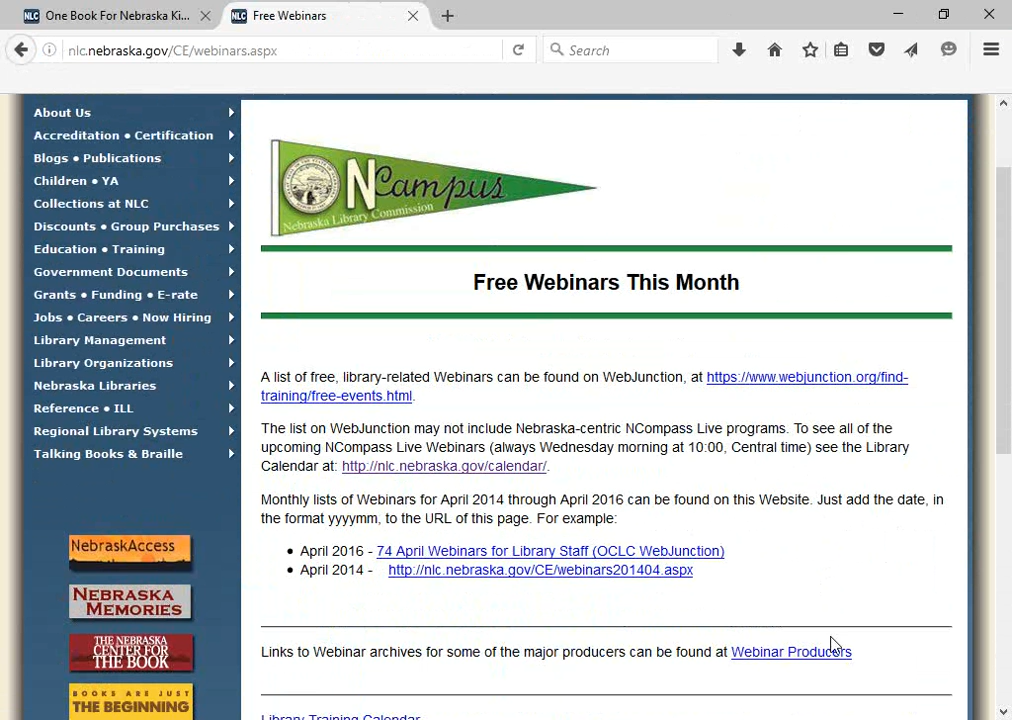 NLC One Book For Nebraska Ki...
NLC Free Webinars
nlc.nebraska.gov/CE/webinars.aspx
Search
About Us
Accreditation ● Certification
Blogs ● Publications
Children ● YA
Collections at NLC
Discounts ● Group Purchases
Education ● Training
Government Documents
Grants ● Funding ● E-rate
Jobs ● Careers ● Now Hiring
Library Management
Library Organizations
Nebraska Libraries
Reference ● ILL
Regional Library Systems
Talking Books & Braille
NebraskAccess
NEBRASKA
MEMORIES
THE NEBRASKA
CENTER FOR
THE BOOK
BOOKS ARE JUST
THE BEGINNING
NCampus
Nebraska Library Commission
Free Webinars This Month
A list of free, library-related Webinars can be found on WebJunction, at https://www.webjunction.org/find-
training/free-events.html.
The list on WebJunction may not include Nebraska-centric NCompass Live programs. To see all of the
upcoming NCompass Live Webinars (always Wednesday morning at 10:00, Central time) see the Library
Calendar at: http://nlc.nebraska.gov/calendar/.
Monthly lists of Webinars for April 2014 through April 2016 can be found on this Website. Just add the date, in
the format yyyymm, to the URL of this page. For example:
● April 2016 - 74 April Webinars for Library Staff (OCLC WebJunction)
● April 2014 - http://nlc.nebraska.gov/CE/webinars201404.aspx
Links to Webinar archives for some of the major producers can be found at Webinar Producers
Library Training Calendar